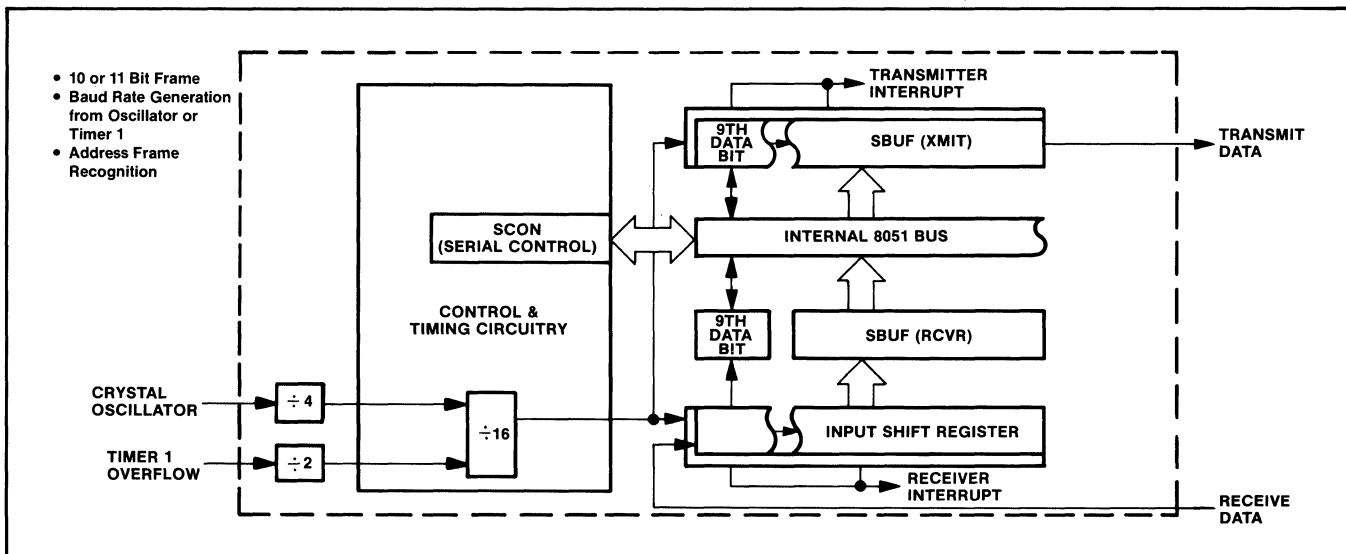 • 10 or 11 Bit Frame
• Baud Rate Generation
from Oscillator or
Timer 1
• Address Frame
Recognition
TRANSMITTER
INTERRUPT
9TH
DATA
BIT
SBUF (XMIT)
TRANSMIT
DATA
SCON
(SERIAL CONTROL)
INTERNAL 8051 BUS
CONTROL &
TIMING CIRCUITRY
9TH
DATA
BIT
SBUF (RCVR)
CRYSTAL
OSCILLATOR
÷4
÷16
TIMER 1
OVERFLOW
÷2
INPUT SHIFT REGISTER
RECEIVER
INTERRUPT
RECEIVE
DATA